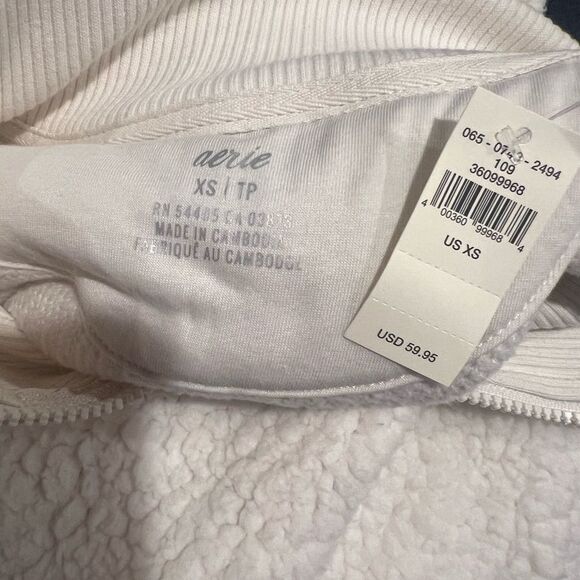 aerie
XS / TP
RN 54485 CA 03813
MADE IN CAMBODIA
FABRIQUÉ AU CAMBODGE
065 - 0743 - 2494
109
36099968
4 00360 99968 4
US XS
USD 59.95